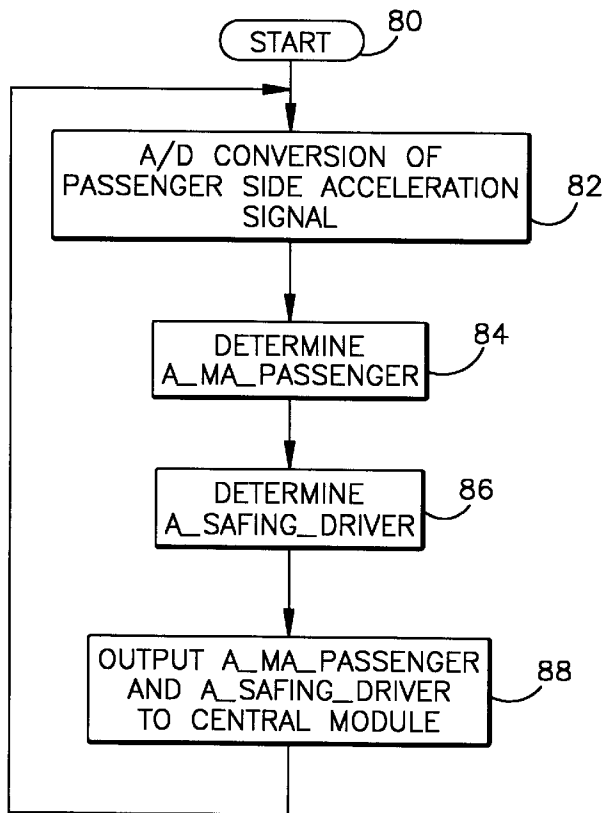 START
80
A/D CONVERSION OF
PASSENGER SIDE ACCELERATION
SIGNAL
82
DETERMINE
A_MA_PASSENGER
84
DETERMINE
A_SAFING_DRIVER
86
OUTPUT A_MA_PASSENGER
AND A_SAFING_DRIVER
TO CENTRAL MODULE
88